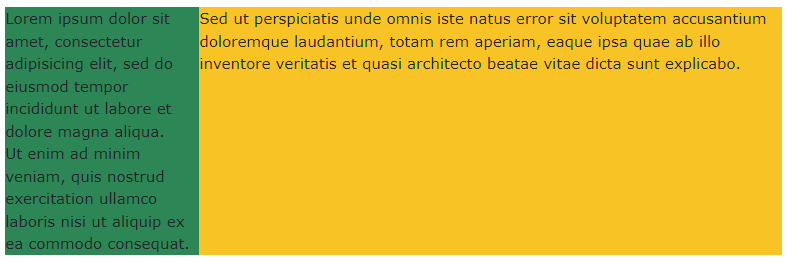 Lorem ipsum dolor sit
amet, consectetur
adipisicing elit, sed do
eiusmod tempor
incididunt ut labore et
dolore magna aliqua.
Ut enim ad minim
veniam, quis nostrud
exercitation ullamco
laboris nisi ut aliquip ex
ea commodo consequat.
Sed ut perspiciatis unde omnis iste natus error sit voluptatem accusantium
doloremque laudantium, totam rem aperiam, eaque ipsa quae ab illo
inventore veritatis et quasi architecto beatae vitae dicta sunt explicabo.